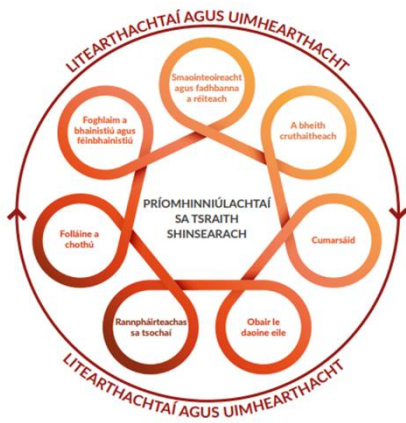 LITEARTHACHTAÍ AGUS UIMHEARTHACHT
Smaointeoireacht
agus fadhbanna
a réiteach
A bheith
cruthaitheach
Cumarsáid
Obair le
daoine eile
Rannpháirteachas
sa tsochaí
Folláine a
chothú
Foghlaim a
bhainistiú agus
féinbhainistiú
PRÍOMHINNIÚLACHTAÍ
SA TSRAITH
SHINSEARACH
LITEARTHACHTAÍ AGUS UIMHEARTHACHT